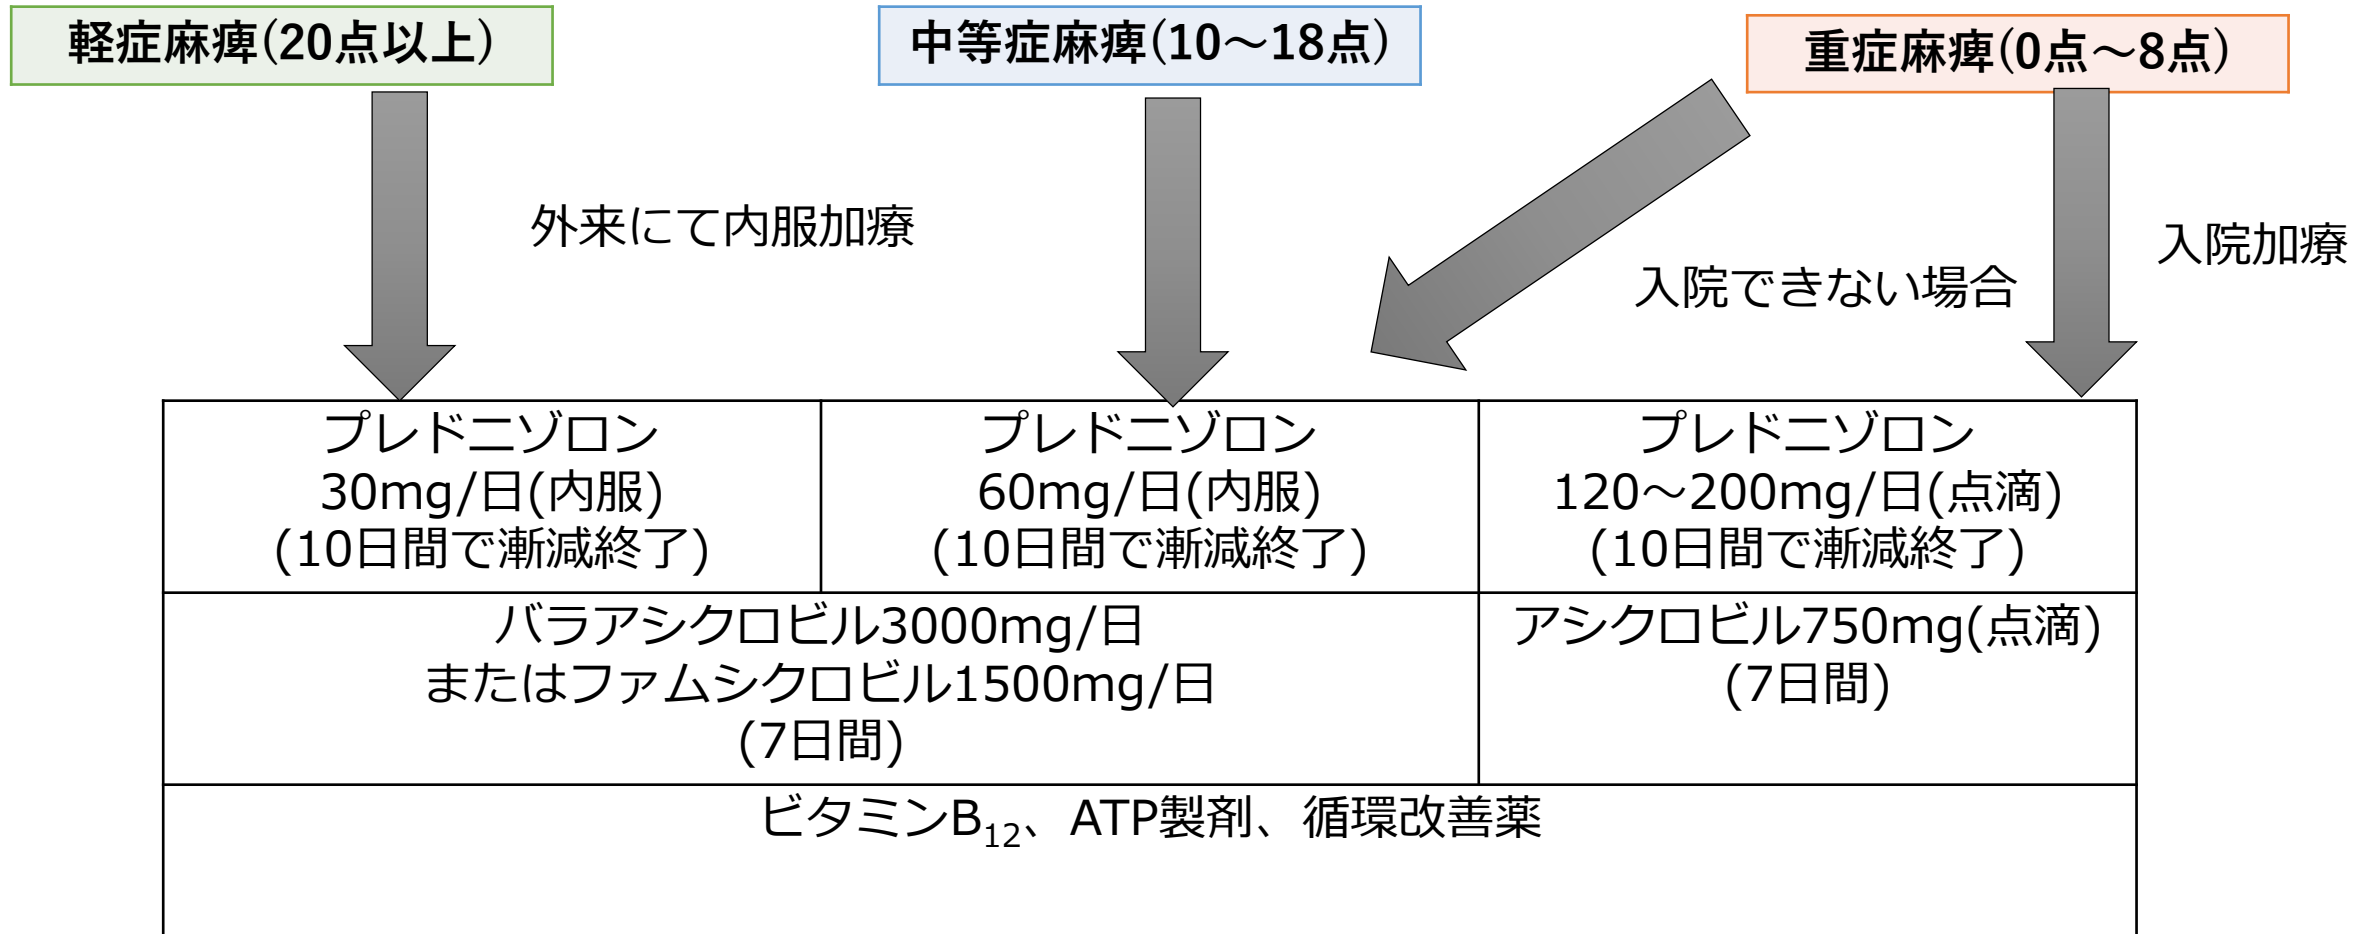 軽症麻痺(20点以上)
中等症麻痺(10～18点)
重症麻痺(0点～8点)
外来にて内服加療
入院できない場合
入院加療
プレドニゾロン
30mg/日(内服)
(10日間で漸減終了)
プレドニゾロン
60mg/日(内服)
(10日間で漸減終了)
プレドニゾロン
120～200mg/日(点滴)
(10日間で漸減終了)
バラアシクロビル3000mg/日
またはファムシクロビル1500mg/日
(7日間)
アシクロビル750mg(点滴)
(7日間)
ビタミンB₁₂、ATP製剤、循環改善薬